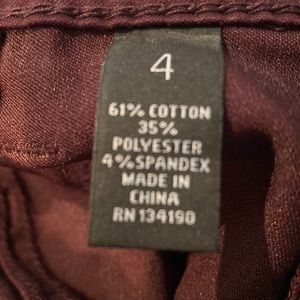 4
61% COTTON
35%
POLYESTER
4% SPANDEX
MADE IN
CHINA
RN 134190